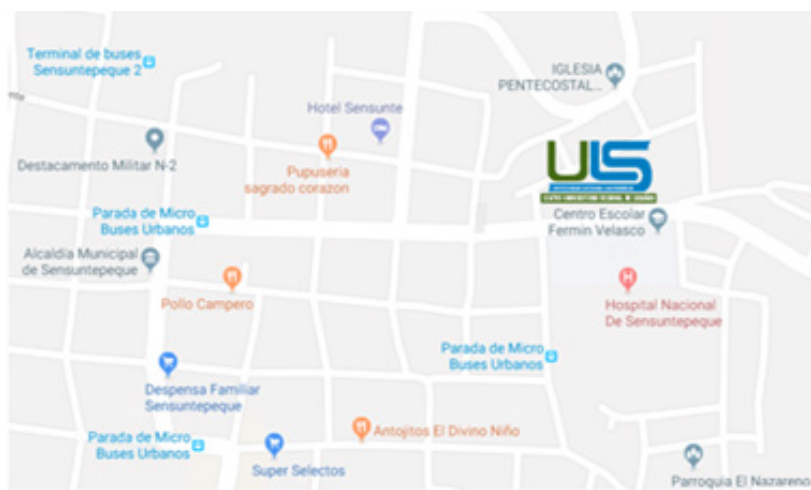 Terminal de buses
Sensuntepeque 2
IGLESIA
PENTECOSTAL...
Hotel Sensunte
Destacamento Militar N-2
Pupuseria
sagrado corazon
ULS
Parada de Micro
Buses Urbanos
Centro Escolar
Fermin Velasco
Alcaldía Municipal
de Sensuntepeque
Pollo Campero
Hospital Nacional
De Sensuntepeque
Parada de Micro
Buses Urbanos
Despensa Familiar
Sensuntepeque
Antojitos El Divino Niño
Parada de Micro
Buses Urbanos
Super Selectos
Parroquia El Nazareno